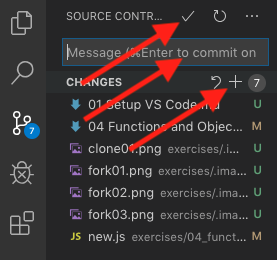 SOURCE CONTR...
Message (⌘Enter to commit on
CHANGES 7
01 Setup VS Code.md U
04 Functions and Objec... M
7
clone01.png exercises/.im... U
fork01.png exercises/.ima... U
fork02.png exercises/.ima... U
fork03.png exercises/.ima... U
JS new.js exercises/04_funct... M